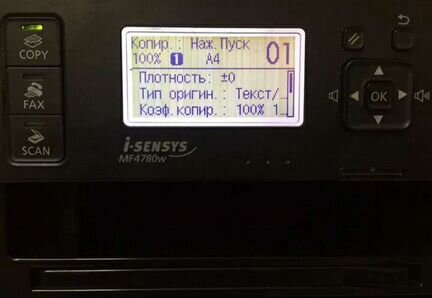 COPY
FAX
SCAN
Копир.: Наж.Пуск
100% 1 A4 01
Плотность: ±0
Тип оригин.: Текст/…
Коэф.копир.: 100% 1…
i-SENSYS
MF4780w
OK